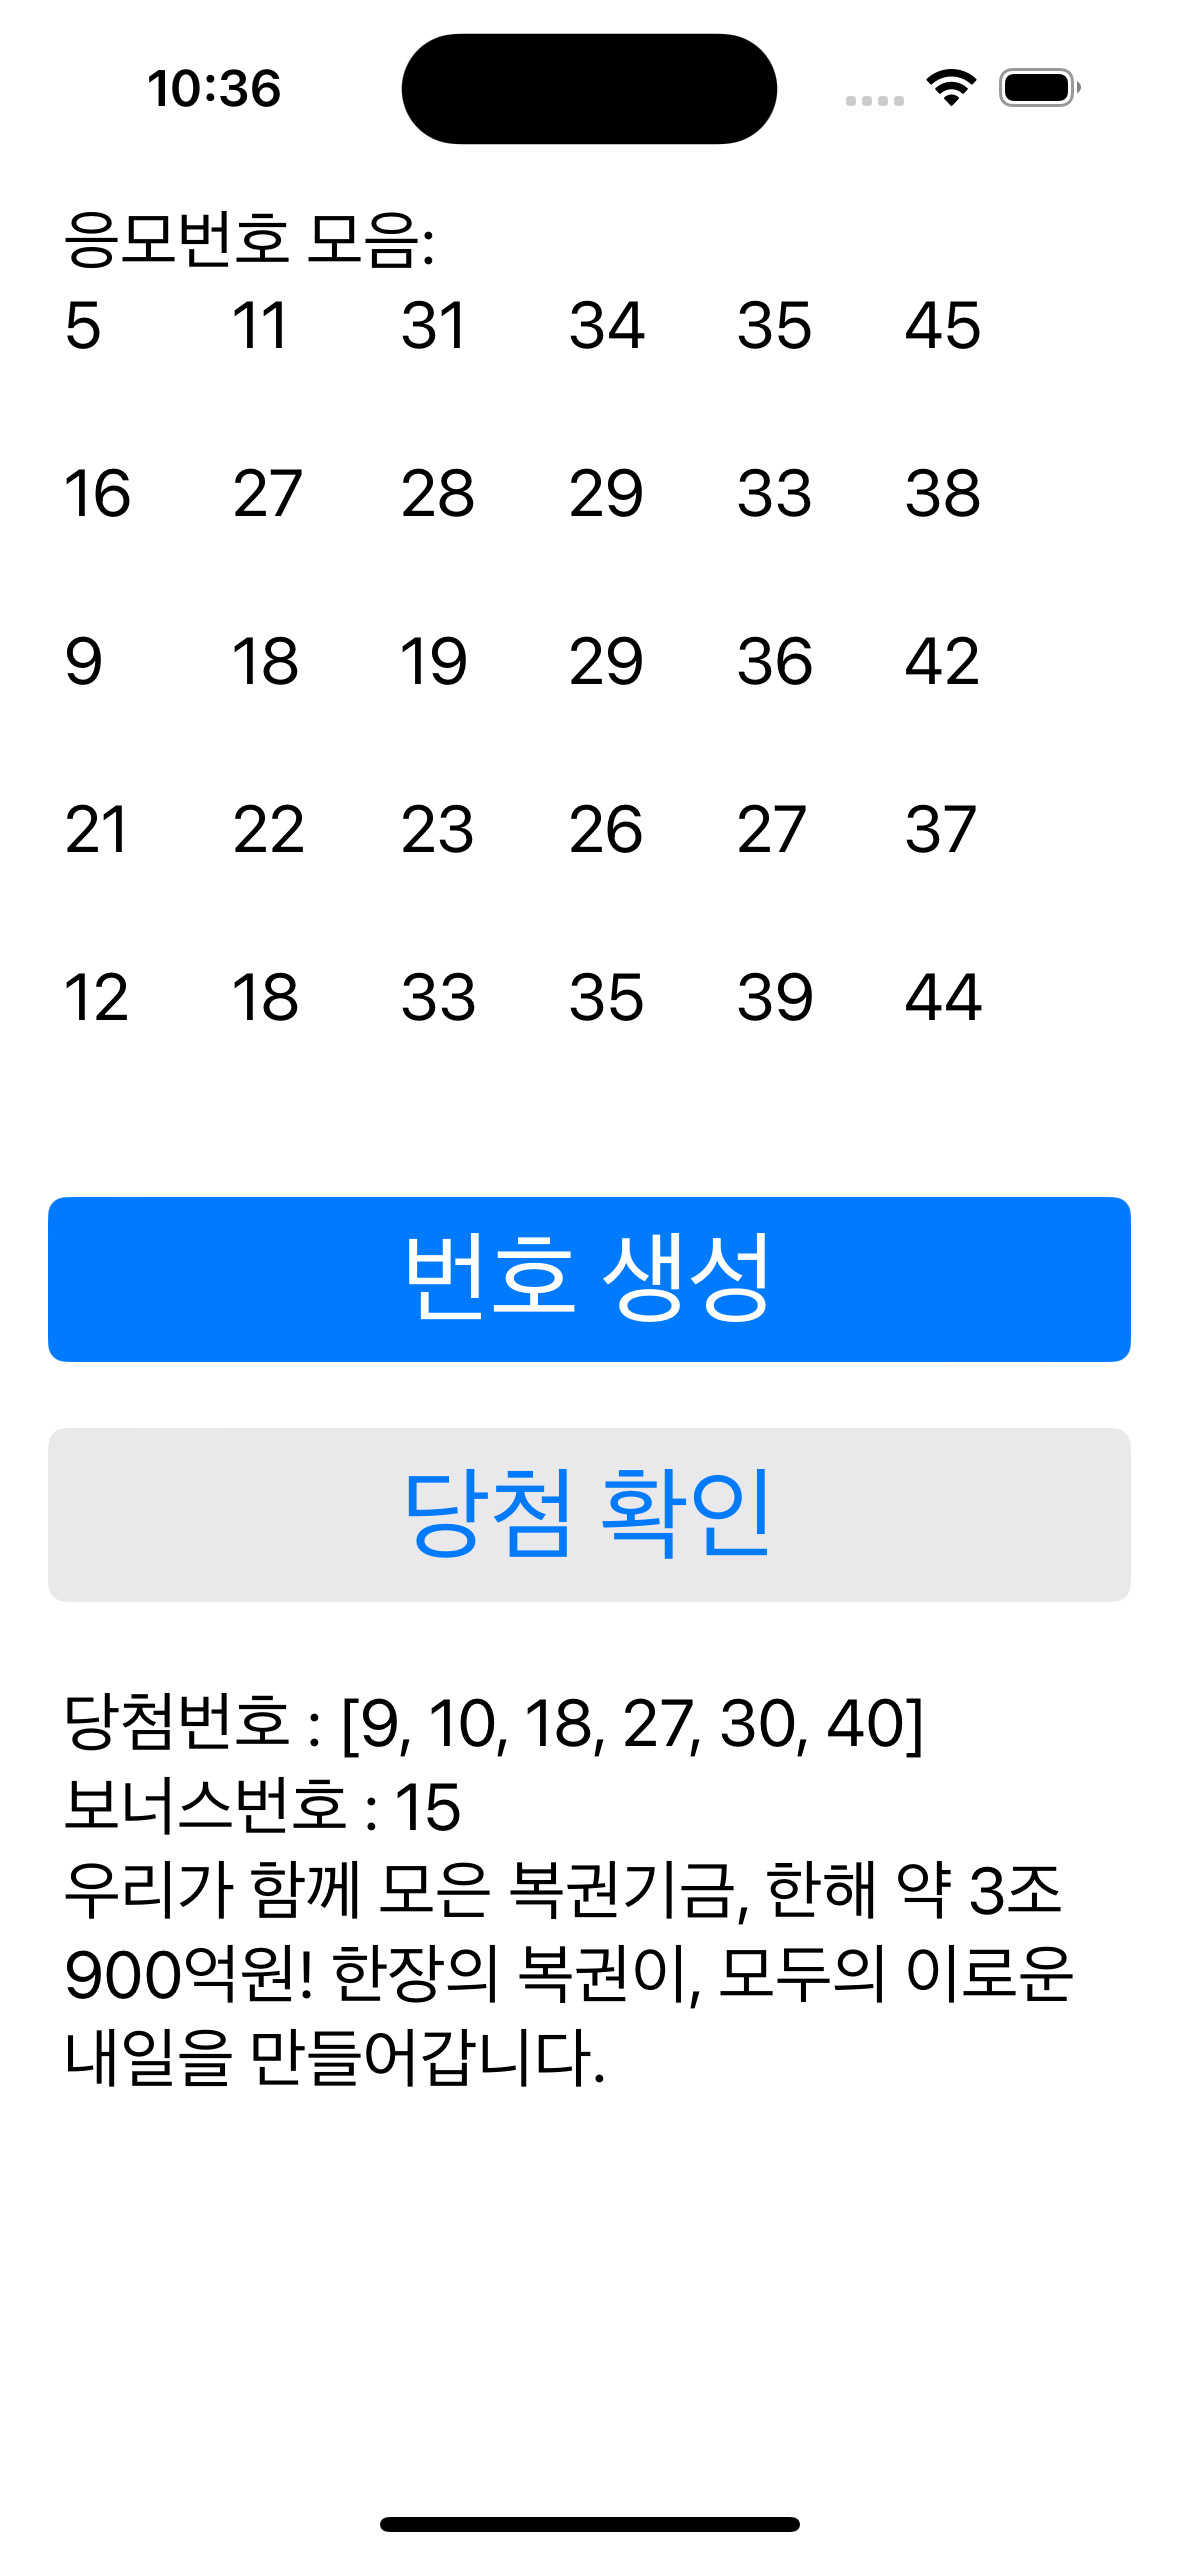 10:36
응모번호 모음:
5 11 31 34 35 45
16 27 28 29 33 38
9 18 19 29 36 42
21 22 23 26 27 37
12 18 33 35 39 44
번호 생성
당첨 확인
당첨번호 : [9, 10, 18, 27, 30, 40]
보너스번호 : 15
우리가 함께 모은 복권기금, 한해 약 3조
900억원! 한장의 복권이, 모두의 이로운
내일을 만들어갑니다.